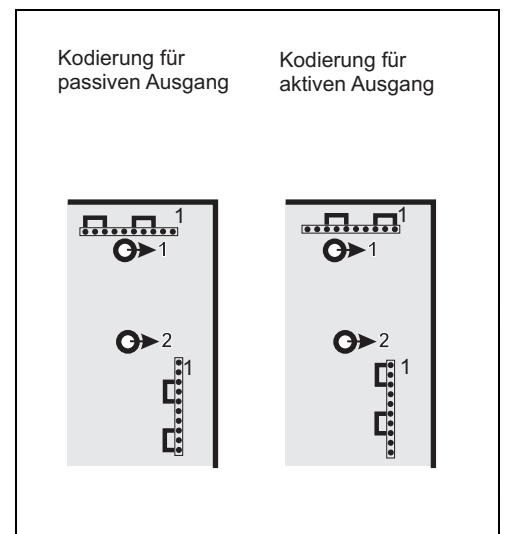 Kodierung für
passiven Ausgang
Kodierung für
aktiven Ausgang
1
1
2
1
1
1
2
1